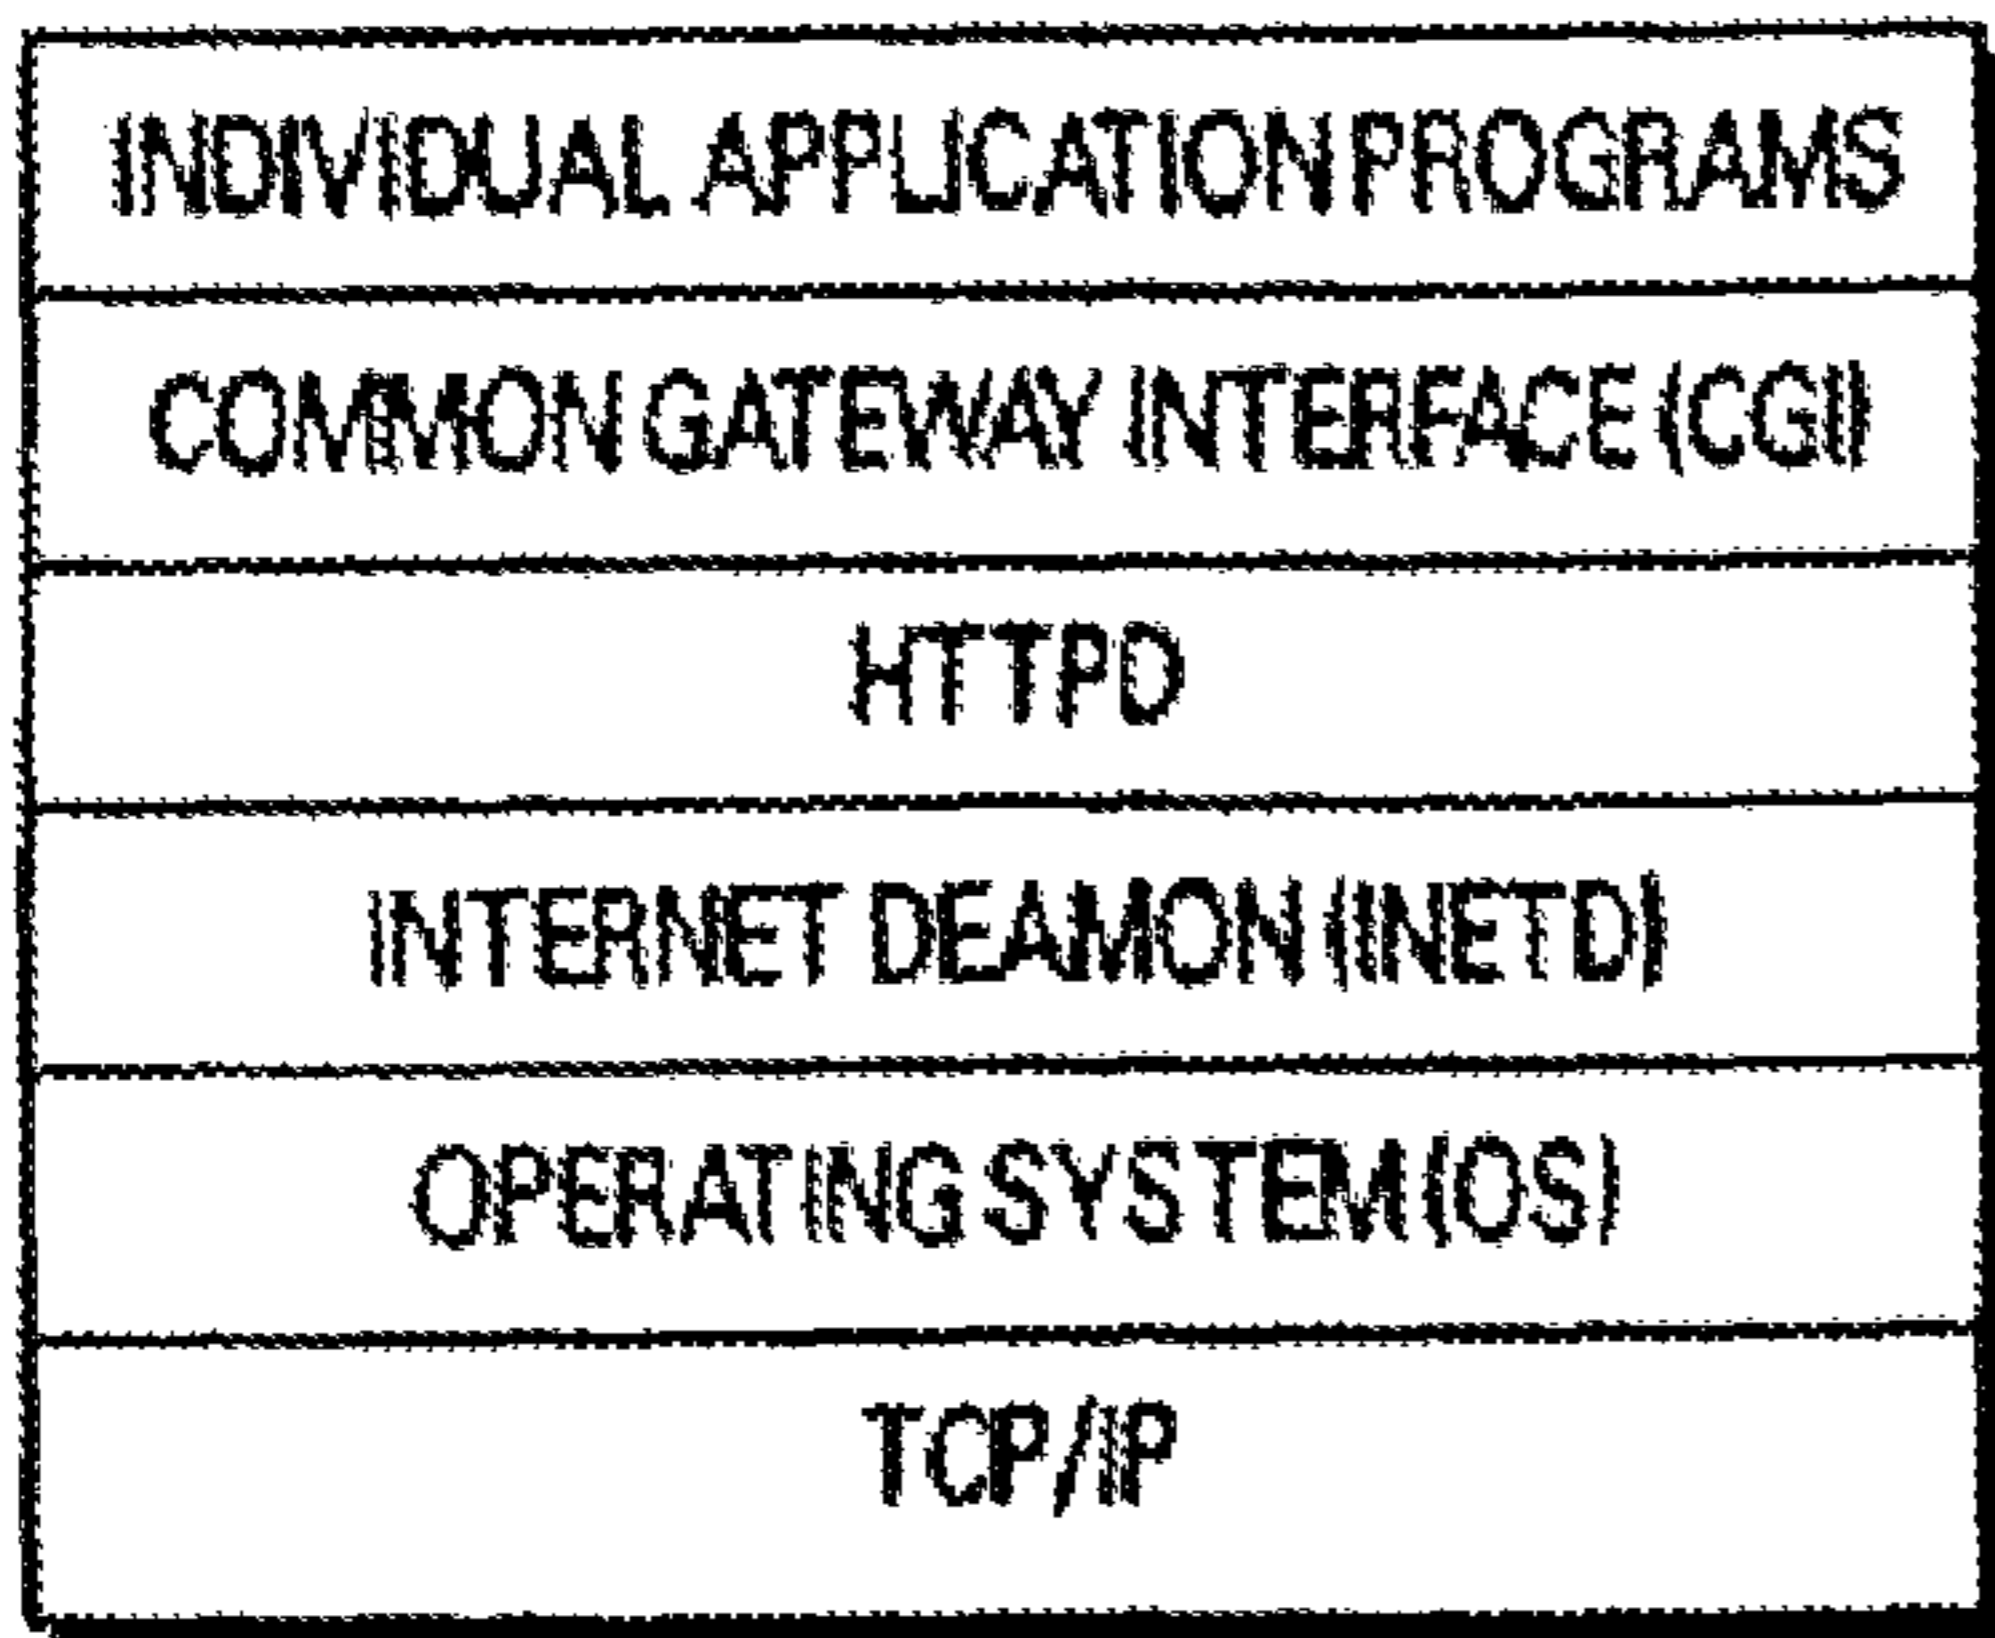 INDIVIDUAL APPLICATION PROGRAMS
COMMON GATEWAY INTERFACE (CGI)
HTTPD
INTERNET DEAMON (INETD)
OPERATING SYSTEM (OS)
TCP/IP